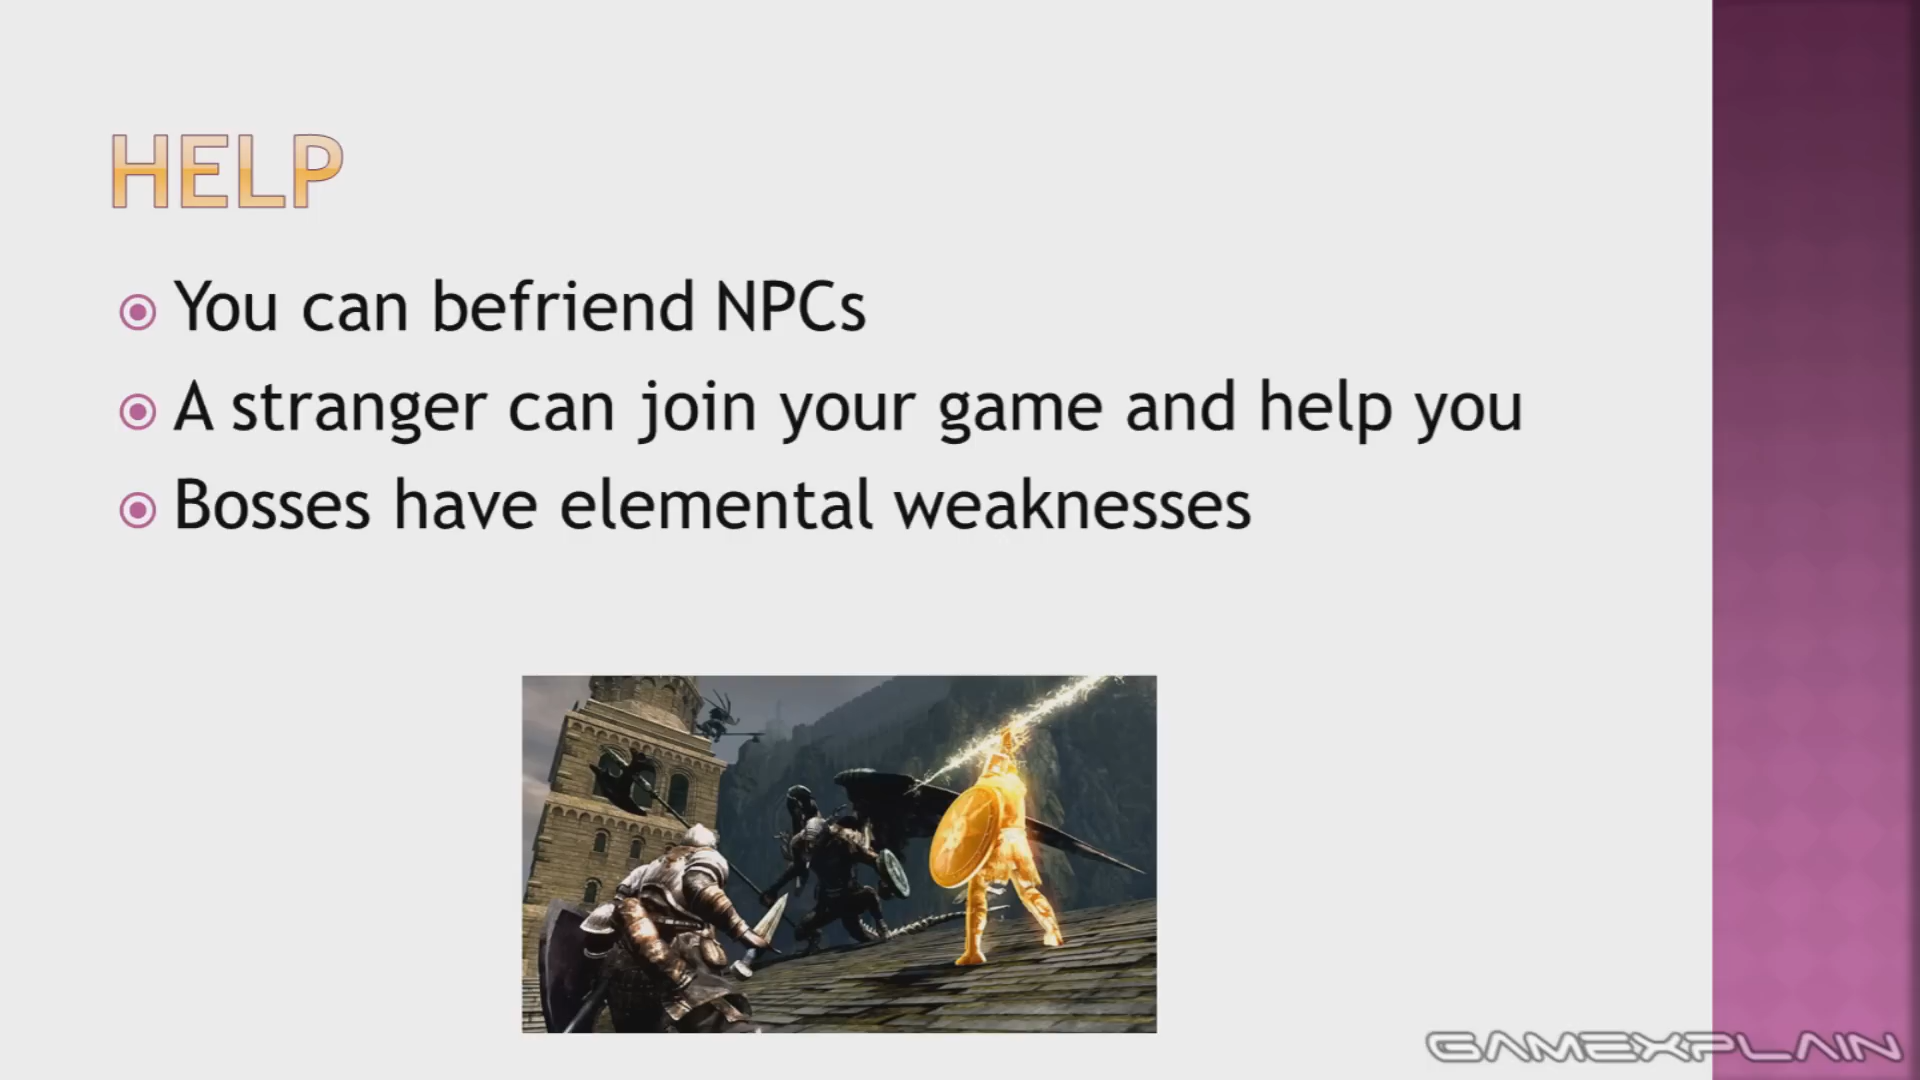 HELP
You can befriend NPCs
A stranger can join your game and help you
Bosses have elemental weaknesses
GAMEXPLAIN